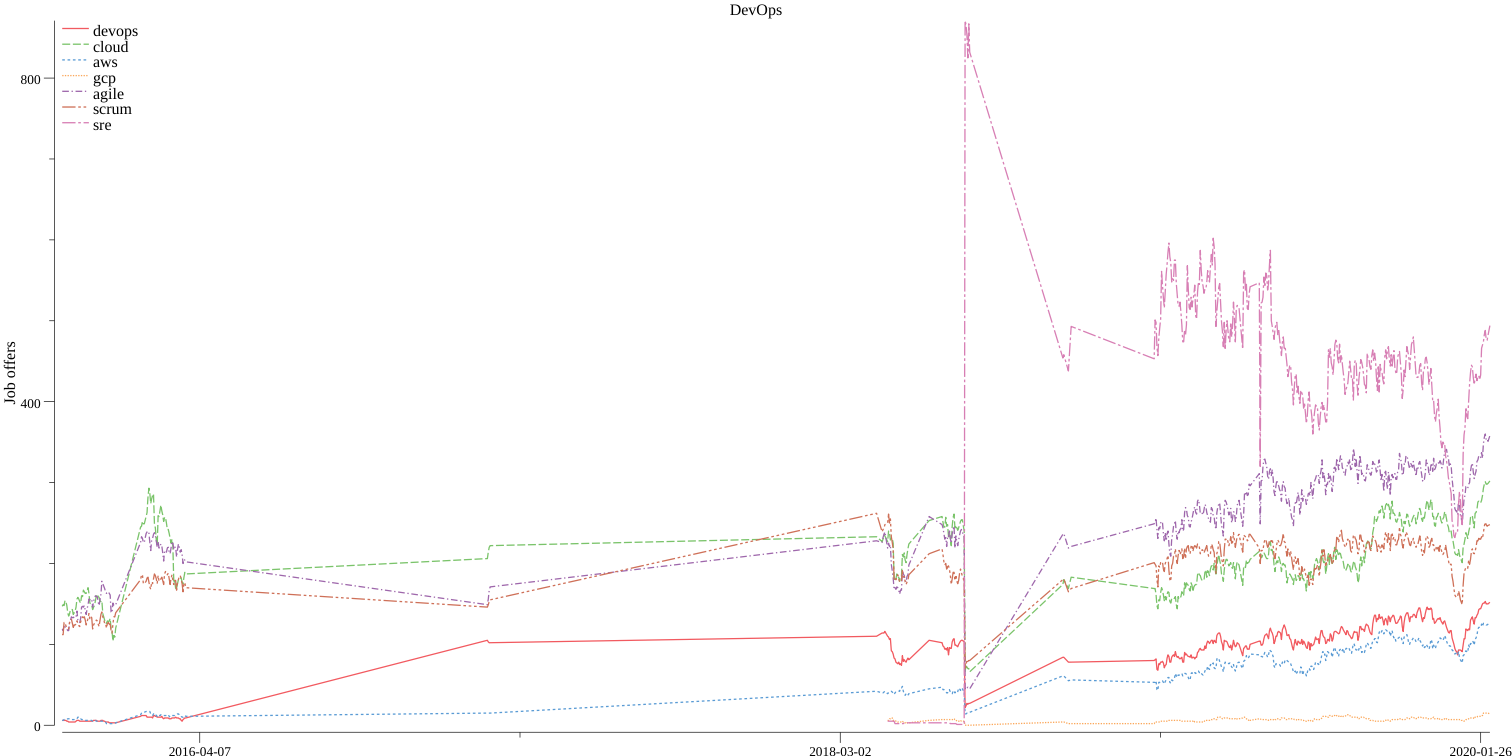 DevOps
devops
cloud
aws
gcp
agile
scrum
sre
800
400
0
Job offers
2016-04-07
2018-03-02
2020-01-26